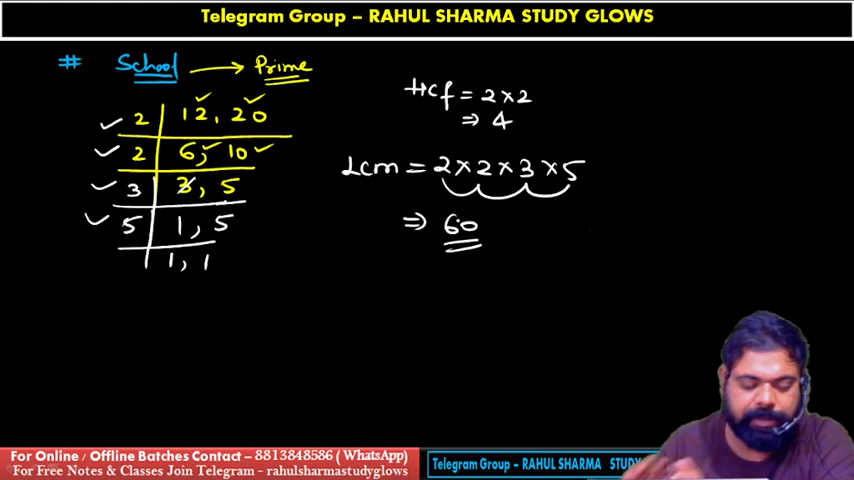 Telegram Group – RAHUL SHARMA STUDY GLOWS
# School → Prime
2 | 12, 20
2 | 6, 10
3 | 3, 5
5 | 1, 5
| 1, 1
Hcf = 2×2
⇒ 4
Lcm = 2×2×3×5
⇒ 60
For Online / Offline Batches Contact – 8813848586 ( WhatsApp)
For Free Notes & Classes Join Telegram - rahulsharmastudyglows
Telegram Group – RAHUL SHARMA STUDY